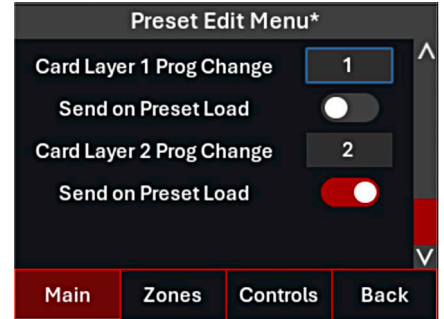 Preset Edit Menu*
Card Layer 1 Prog Change 1
Send on Preset Load
Card Layer 2 Prog Change 2
Send on Preset Load
Main Zones Controls Back